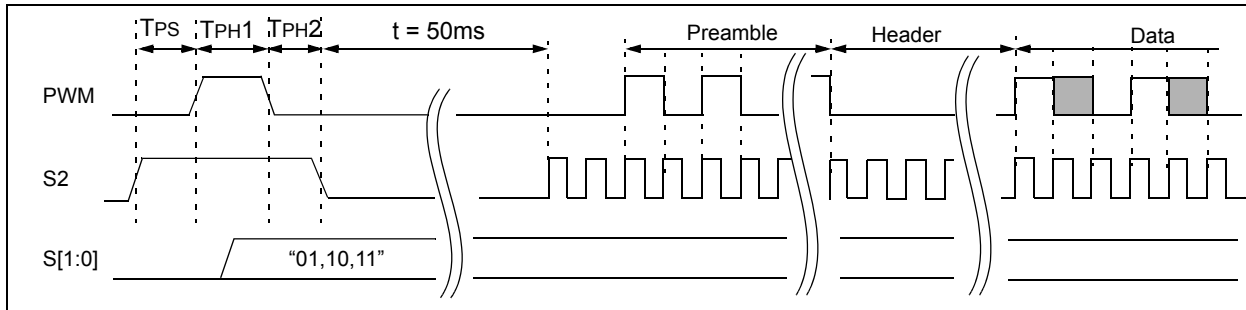 TPS TPH1 TPH2 t = 50ms Preamble Header Data
PWM
S2
S[1:0] “01,10,11”